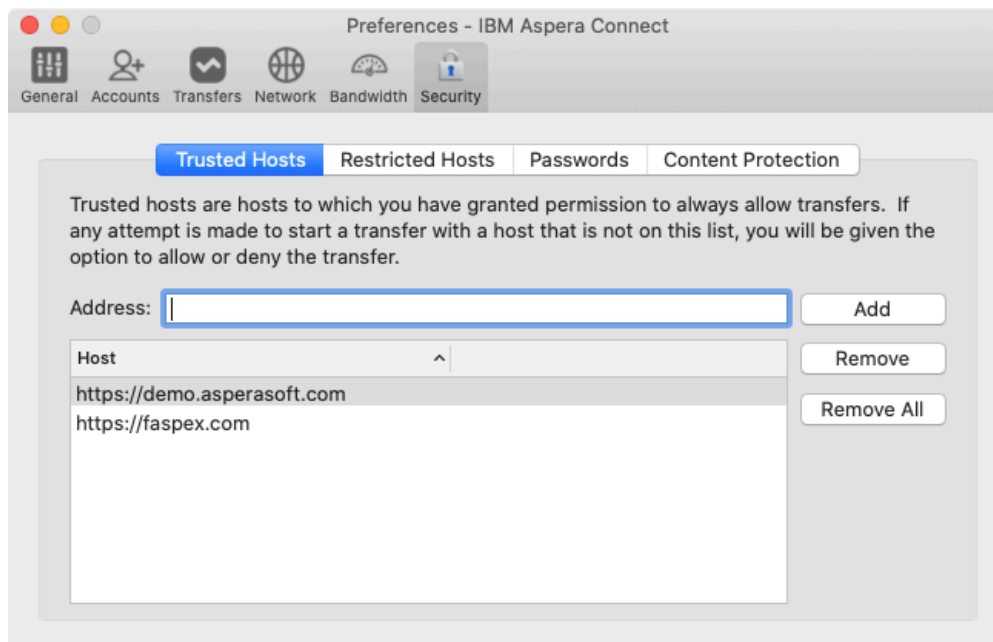 Preferences - IBM Aspera Connect
General Accounts Transfers Network Bandwidth Security
Trusted Hosts Restricted Hosts Passwords Content Protection
Trusted hosts are hosts to which you have granted permission to always allow transfers. If
any attempt is made to start a transfer with a host that is not on this list, you will be given the
option to allow or deny the transfer.
Address: Add
Host Remove
https://demo.asperasoft.com
Remove All
https://faspex.com